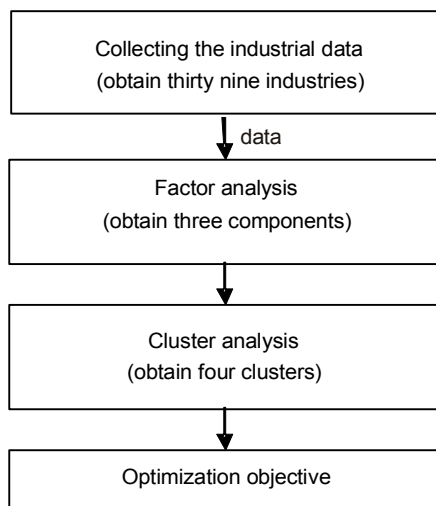 Collecting the industrial data
(obtain thirty nine industries)
data
Factor analysis
(obtain three components)
Cluster analysis
(obtain four clusters)
Optimization objective